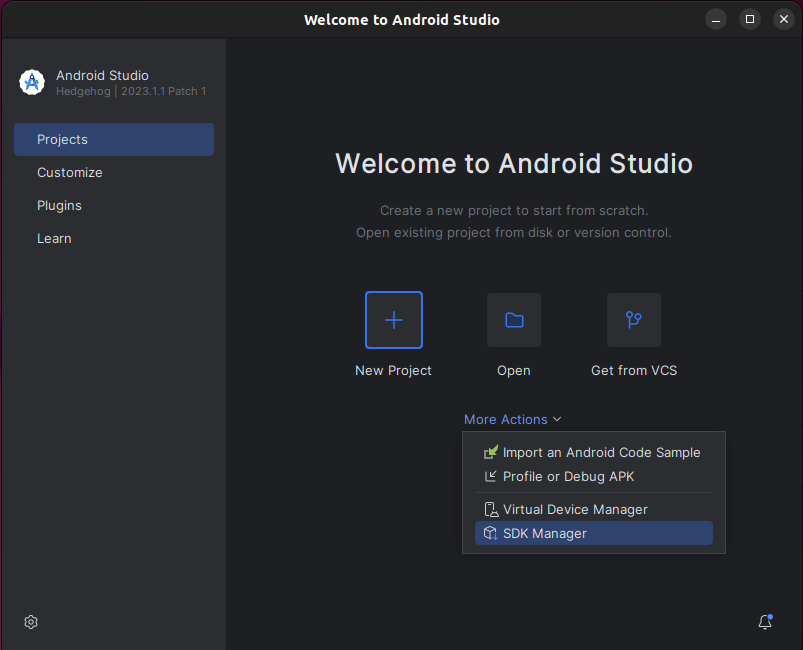 Welcome to Android Studio
Android Studio
Hedgehog | 2023.1.1 Patch 1
Projects
Customize
Plugins
Learn
Welcome to Android Studio
Create a new project to start from scratch.
Open existing project from disk or version control.
New Project
Open
Get from VCS
More Actions
Import an Android Code Sample
Profile or Debug APK
Virtual Device Manager
SDK Manager